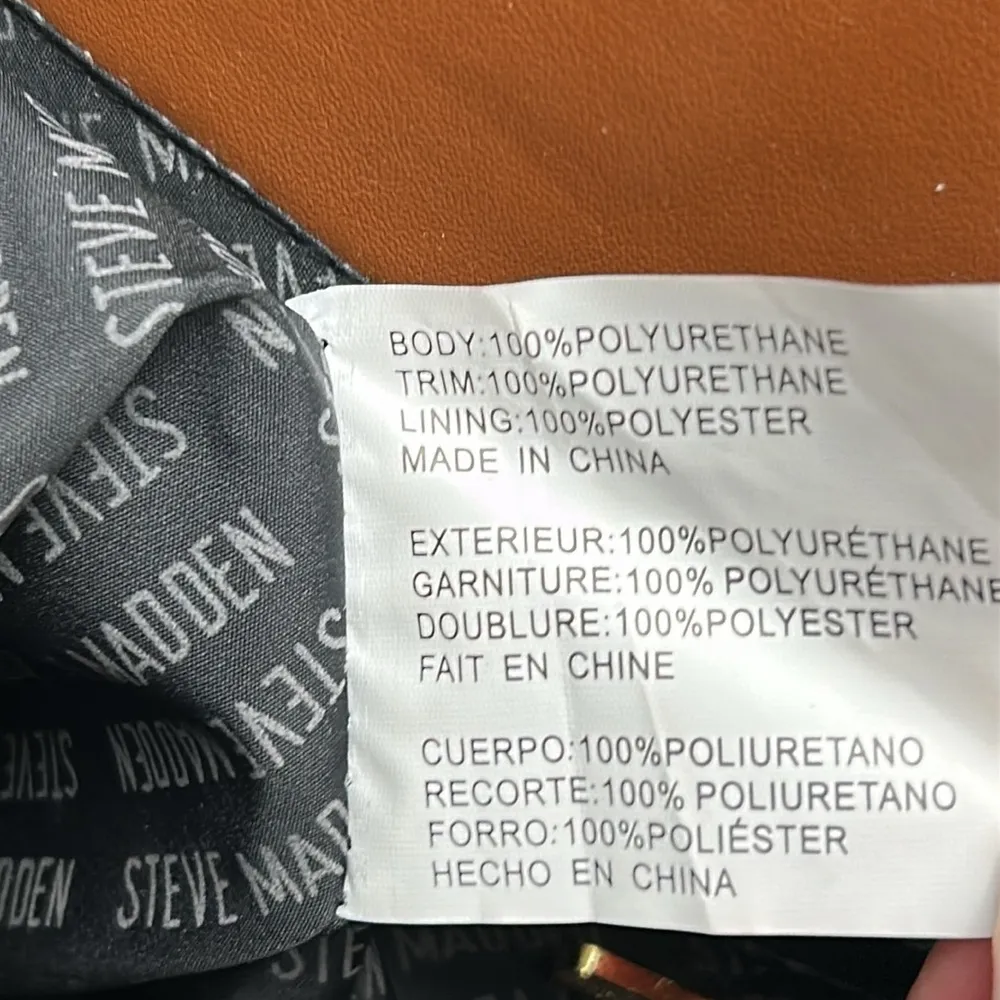 BODY:100%POLYURETHANE
TRIM:100%POLYURETHANE
LINING:100%POLYESTER
MADE IN CHINA
EXTERIEUR:100%POLYURÉTHANE
GARNITURE:100% POLYURÉTHANE
DOUBLURE:100%POLYESTER
FAIT EN CHINE
CUERPO:100%POLIURETANO
RECORTE:100% POLIURETANO
FORRO:100%POLIÉSTER
HECHO EN CHINA
STEVE
STEVE
MADDEN
STEVE
STEVE MADDEN
STEVE